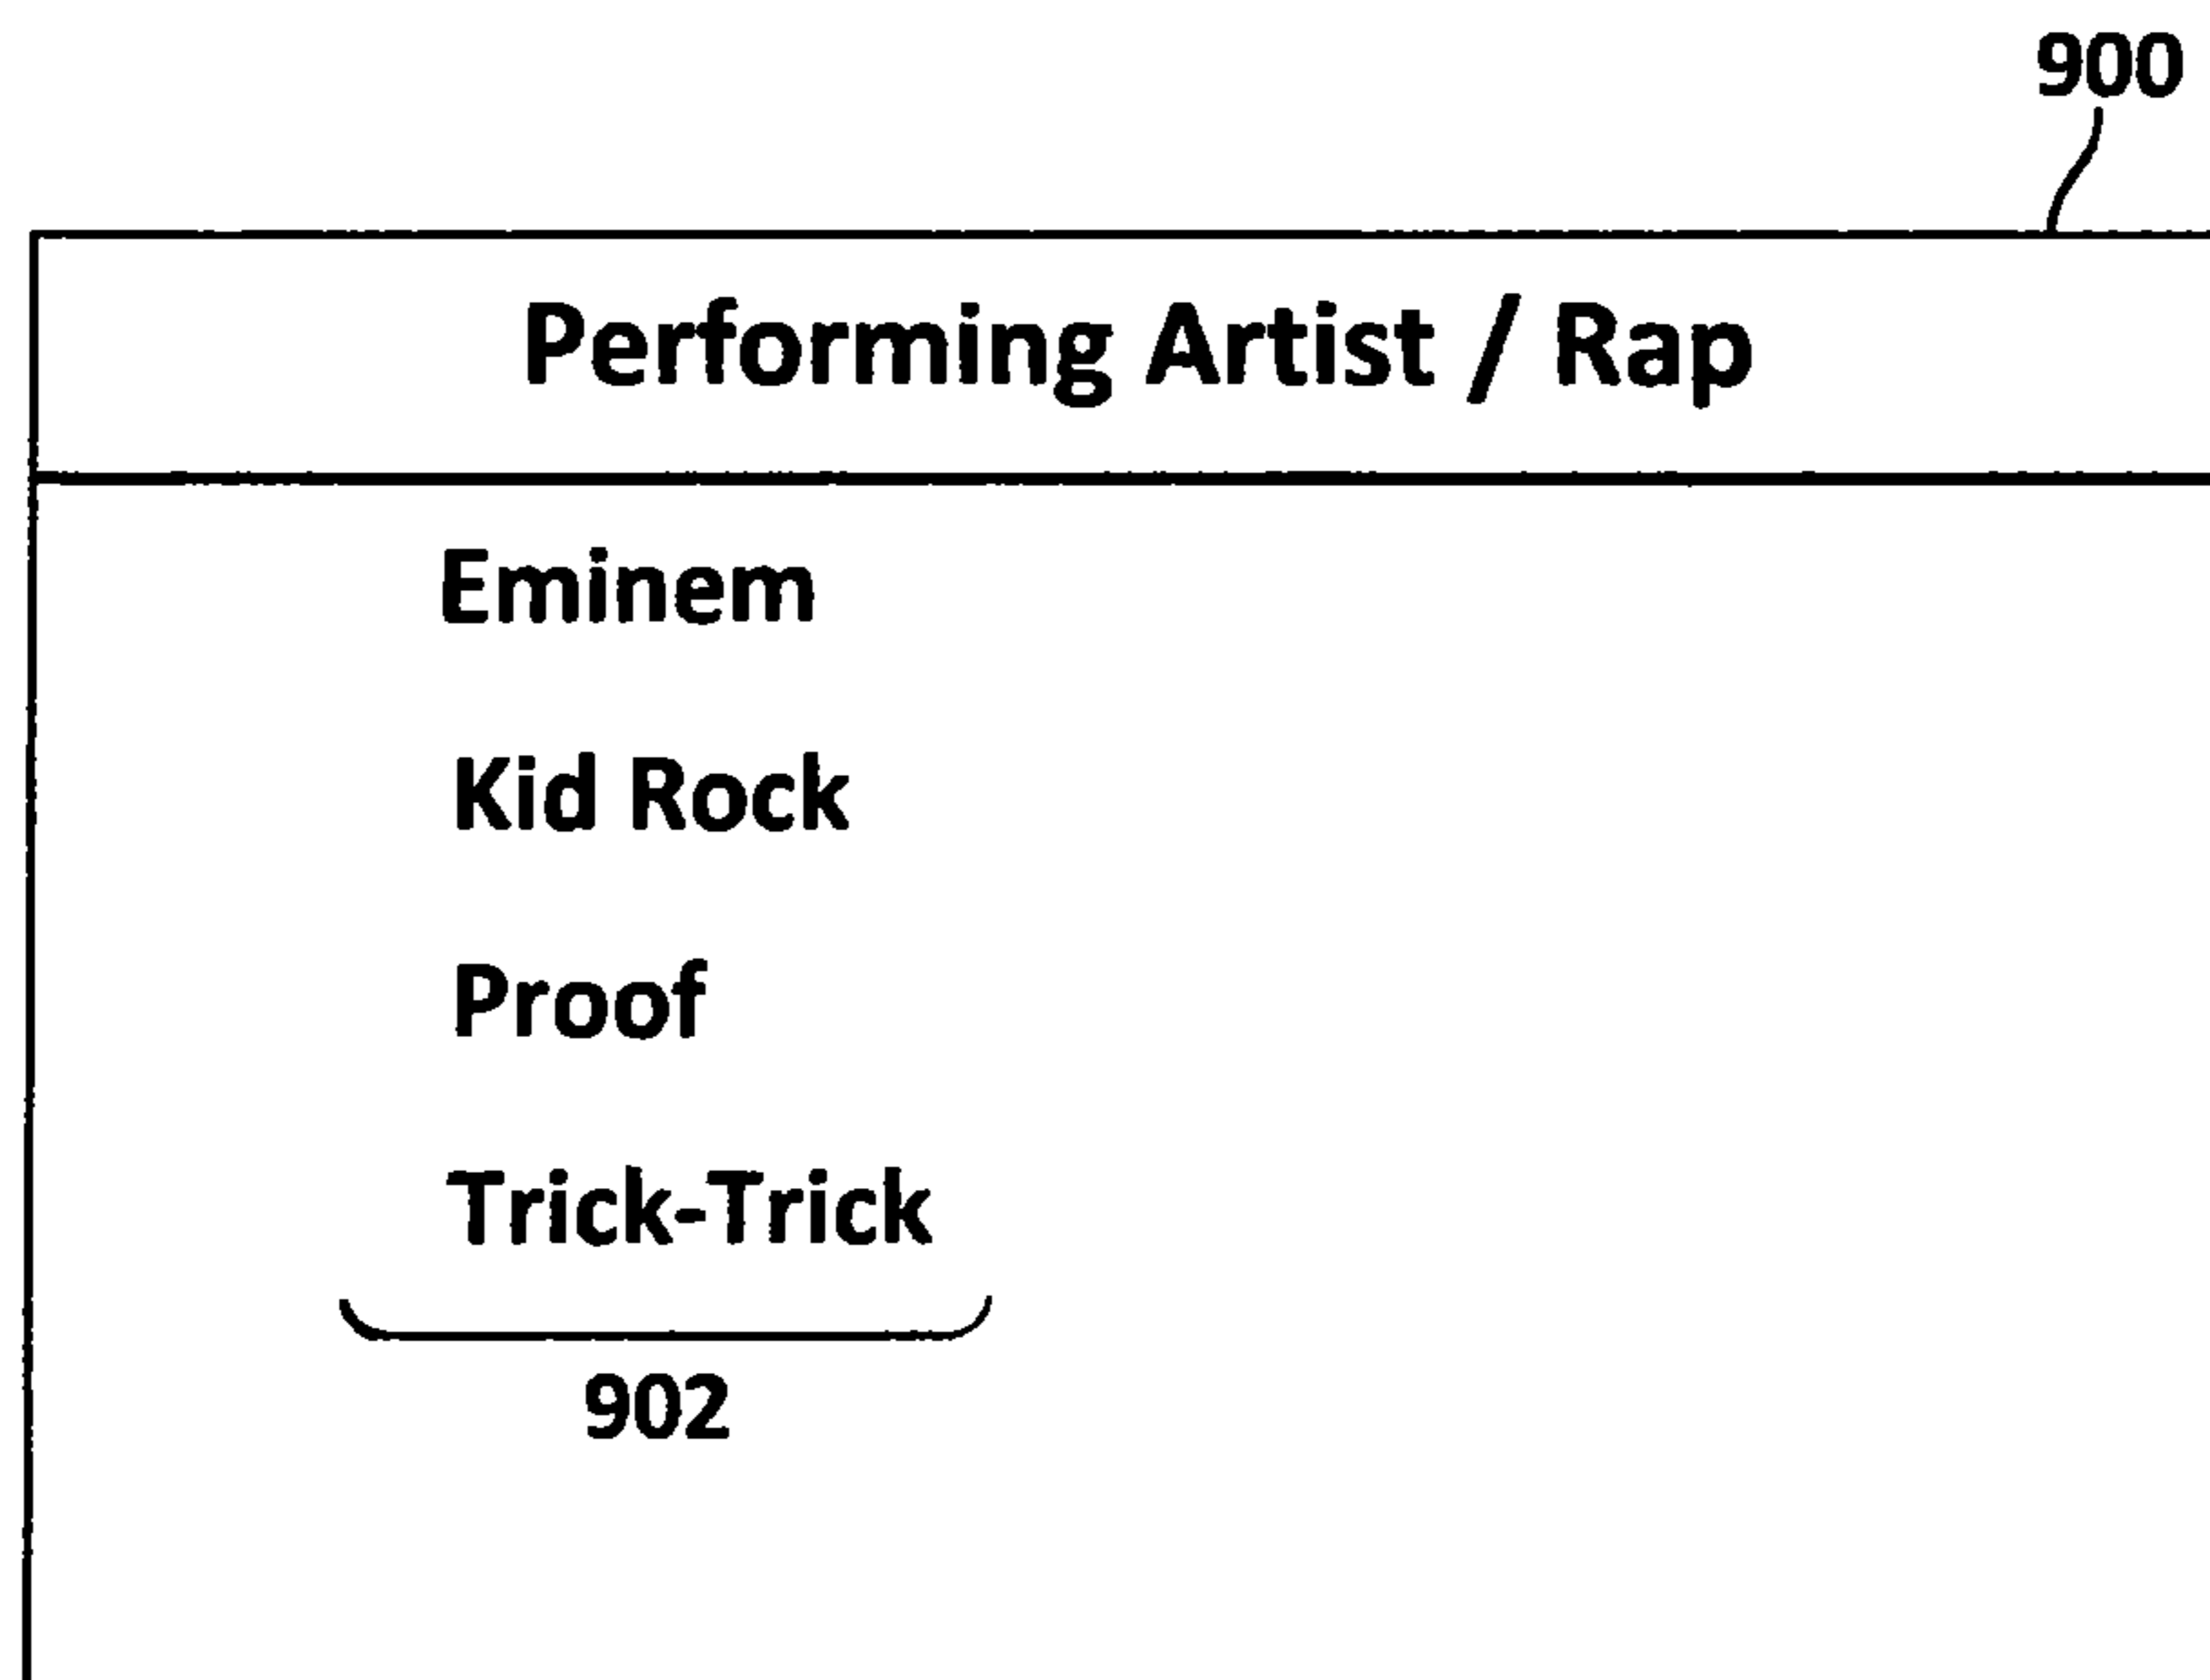 900
Performing Artist / Rap
Eminem
Kid Rock
Proof
Trick-Trick
902